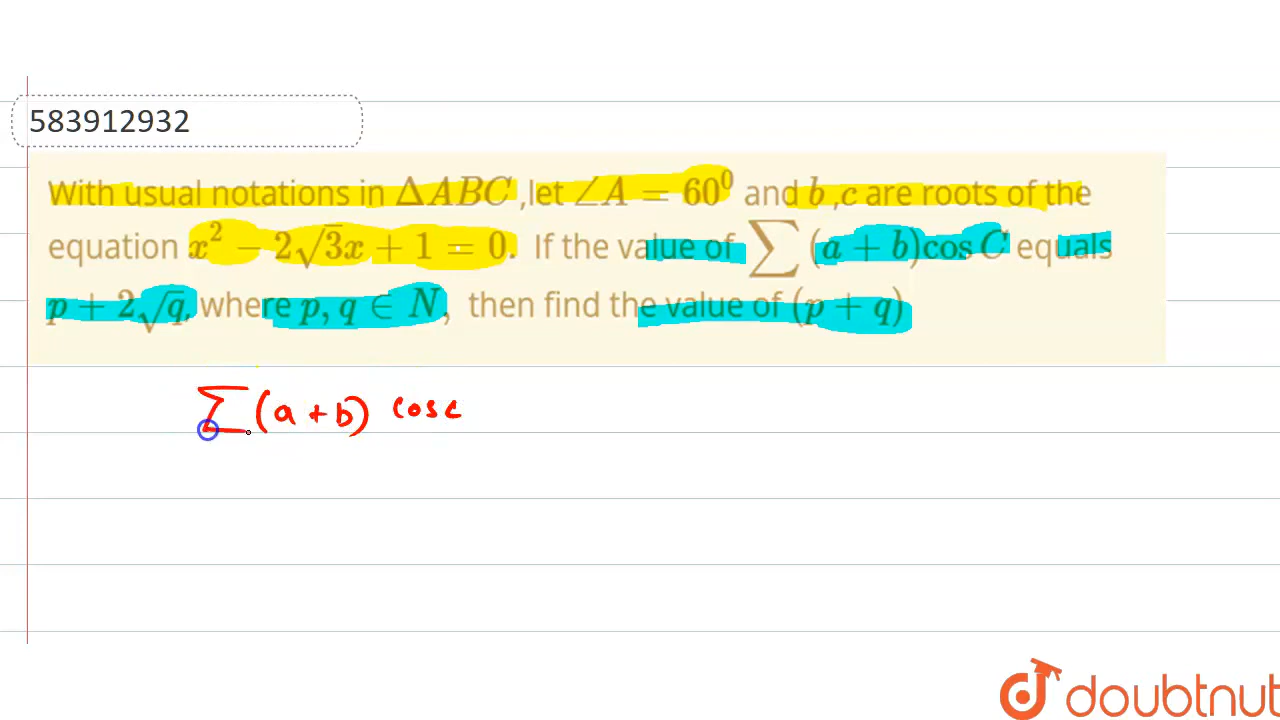 583912932
With usual notations in ΔABC ,let ∠A = 60⁰ and b ,c are roots of the
equation x² − 2√3x + 1 = 0. If the value of ∑ (a + b)cos C equals
p + 2√q, where p, q ∈ N, then find the value of (p + q)
∑ (a + b) cos c
doubtnut